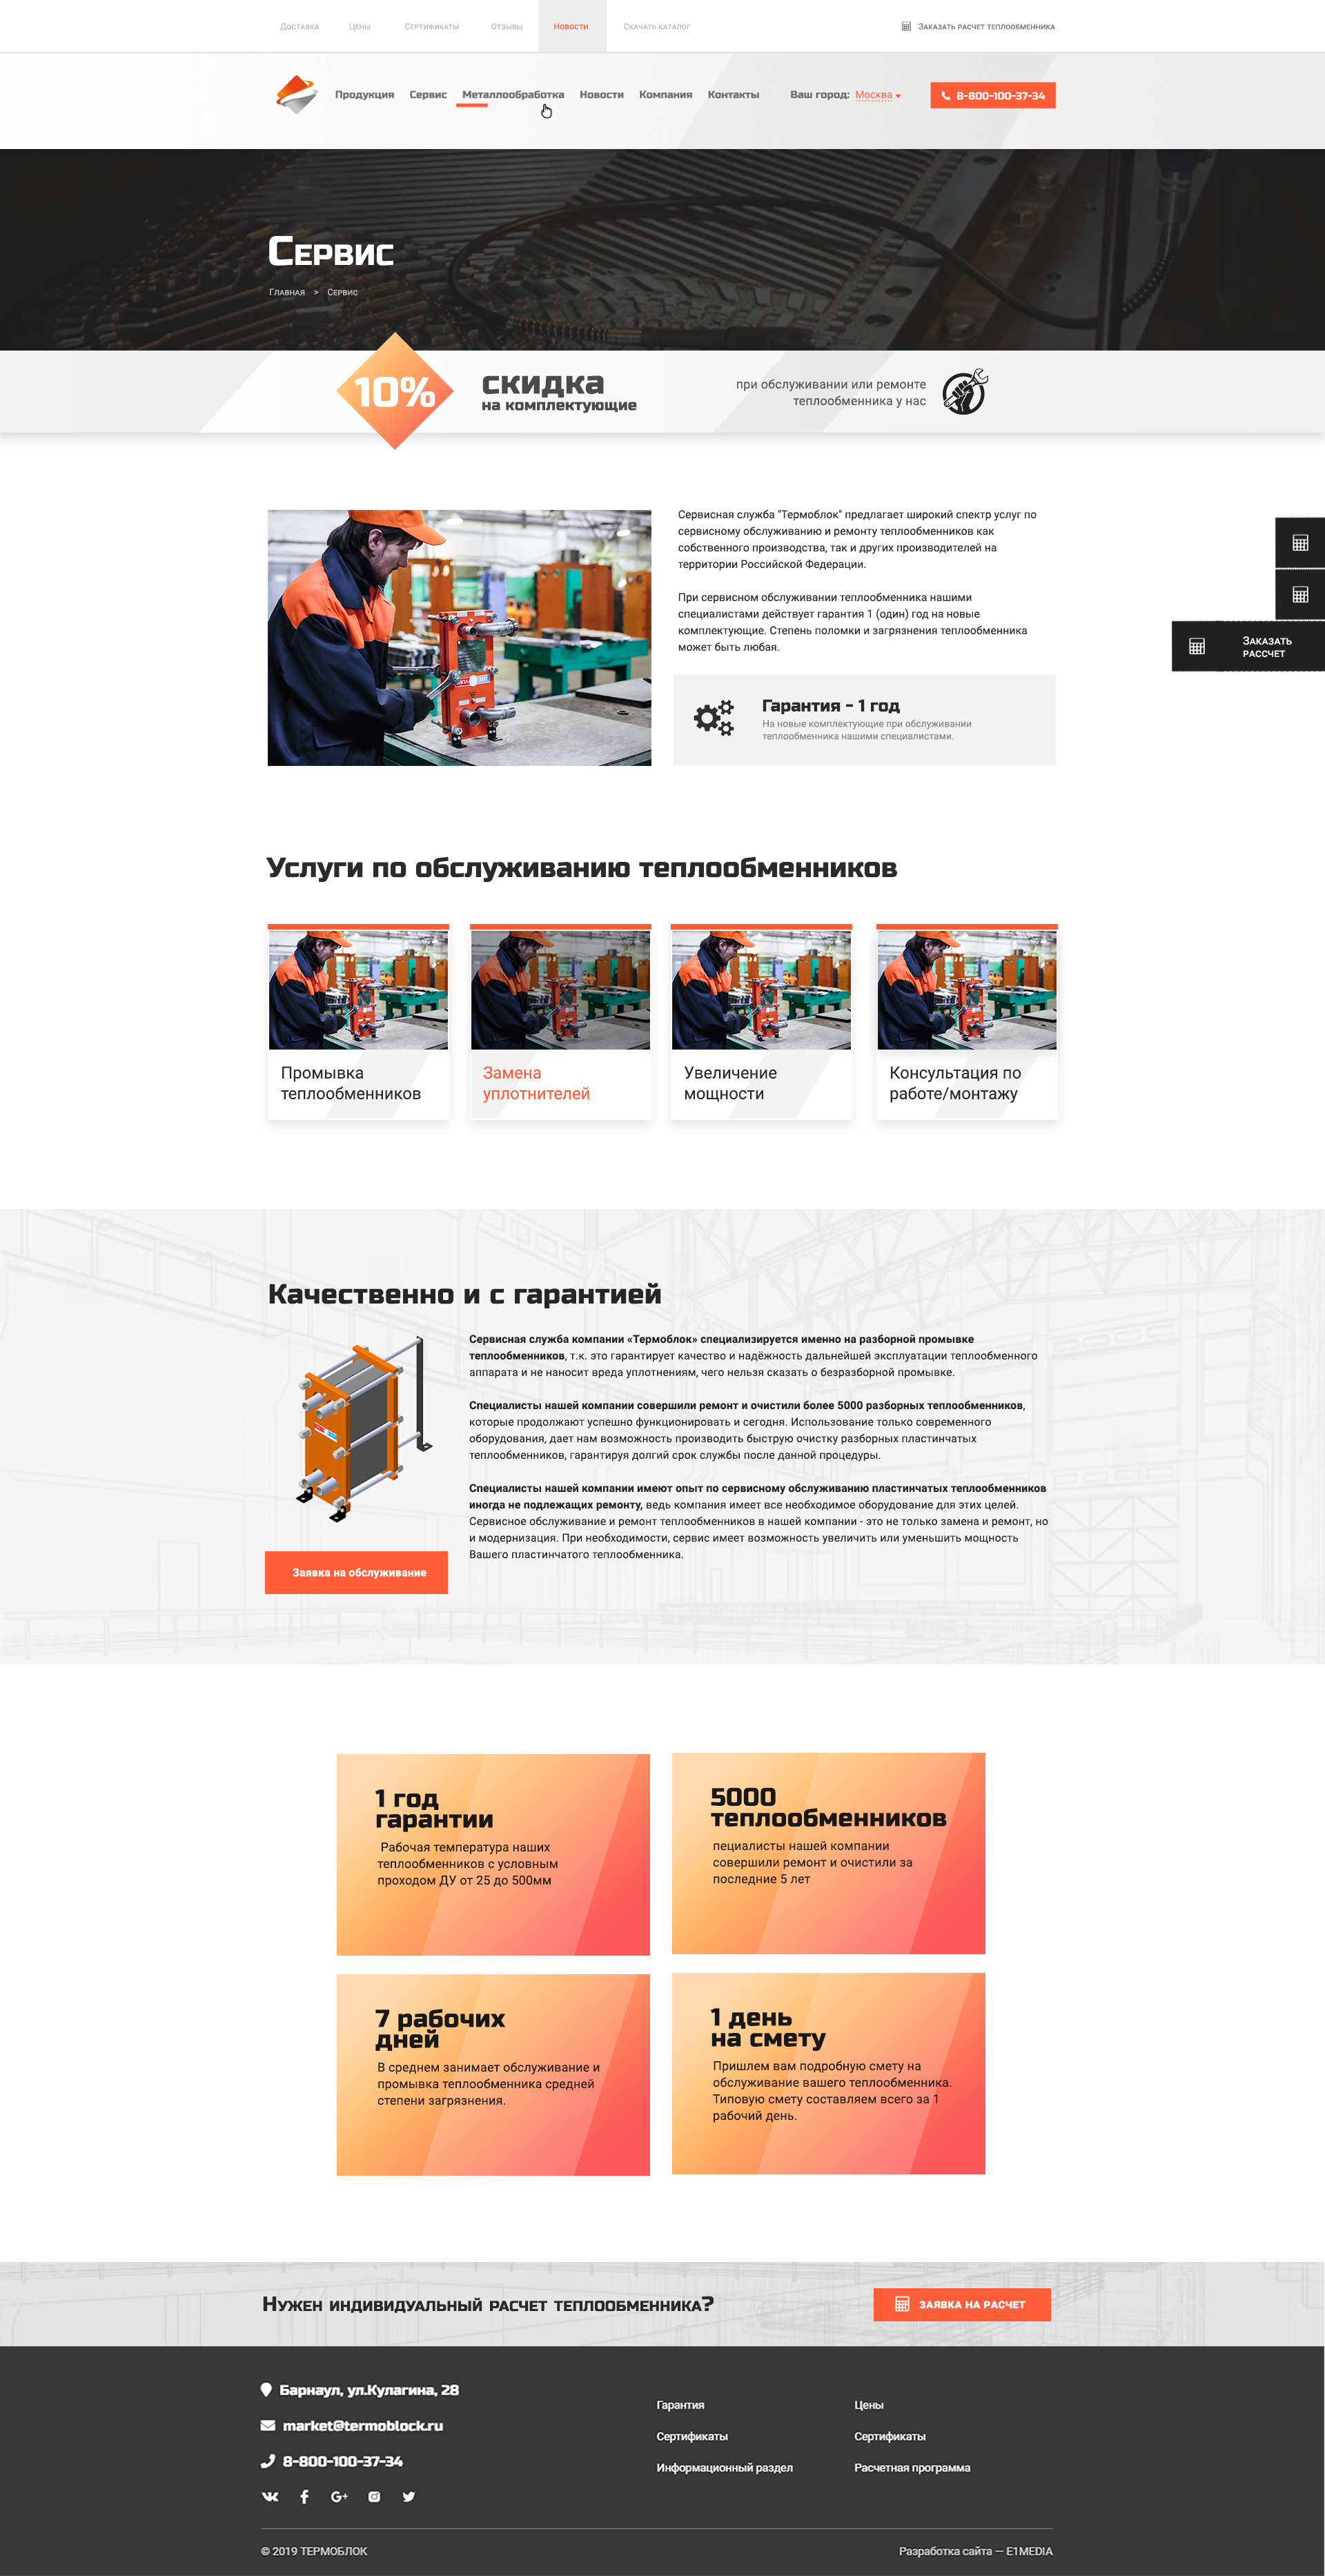 Доставка
Цены
Сертификаты
Отзывы
Новости
Скачать каталог
Заказать расчет теплообменника
Продукция
Сервис
Металлообработка
Новости
Компания
Контакты
Ваш город: Москва
8-800-100-37-34
Сервис
Главная > Сервис
10%
скидка
на комплектующие
при обслуживании или ремонте
теплообменника у нас
Сервисная служба "Термоблок" предлагает широкий спектр услуг по
сервисному обслуживанию и ремонту теплообменников как
собственного производства, так и других производителей на
территории Российской Федерации.
При сервисном обслуживании теплообменника нашими
специалистами действует гарантия 1 (один) год на новые
комплектующие. Степень поломки и загрязнения теплообменника
может быть любая.
Заказать
рассчет
Гарантия - 1 год
На новые комплектующие при обслуживании
теплообменника нашими специалистами.
Услуги по обслуживанию теплообменников
Промывка
теплообменников
Замена
уплотнителей
Увеличение
мощности
Консультация по
работе/монтажу
Качественно и с гарантией
Сервисная служба компании «Термоблок» специализируется именно на разборной промывке
теплообменников, т.к. это гарантирует качество и надёжность дальнейшей эксплуатации теплообменного
аппарата и не наносит вреда уплотнениям, чего нельзя сказать о безразборной промывке.
Специалисты нашей компании совершили ремонт и очистили более 5000 разборных теплообменников,
которые продолжают успешно функционировать и сегодня. Использование только современного
оборудования, дает нам возможность производить быструю очистку разборных пластинчатых
теплообменников, гарантируя долгий срок службы после данной процедуры.
Специалисты нашей компании имеют опыт по сервисному обслуживанию пластинчатых теплообменников
иногда не подлежащих ремонту, ведь компания имеет все необходимое оборудование для этих целей.
Сервисное обслуживание и ремонт теплообменников в нашей компании - это не только замена и ремонт, но
и модернизация. При необходимости, сервис имеет возможность увеличить или уменьшить мощность
Вашего пластинчатого теплообменника.
Заявка на обслуживание
1 год
гарантии
Рабочая температура наших
теплообменников с условным
проходом ДУ от 25 до 500мм
5000
теплообменников
пециалисты нашей компании
совершили ремонт и очистили за
последние 5 лет
7 рабочих
дней
В среднем занимает обслуживание и
промывка теплообменника средней
степени загрязнения.
1 день
на смету
Пришлем вам подробную смету на
обслуживание вашего теплообменника.
Типовую смету составляем всего за 1
рабочий день.
Нужен индивидуальный расчет теплообменника?
ЗАЯВКА НА РАСЧЕТ
Барнаул, ул.Кулагина, 28
market@termoblock.ru
8-800-100-37-34
Гарантия
Сертификаты
Информационный раздел
Цены
Сертификаты
Расчетная программа
© 2019 ТЕРМОБЛОК
Разработка сайта — E1MEDIA